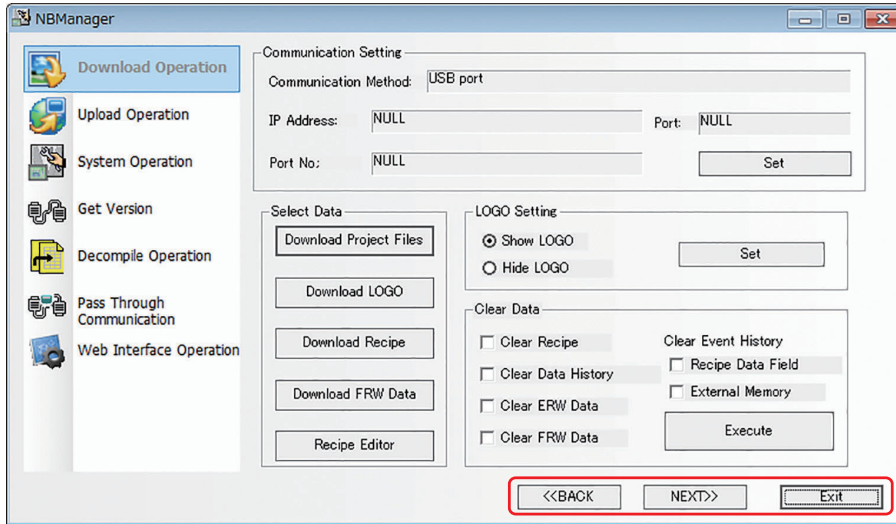 NBManager
Download Operation
Upload Operation
System Operation
Get Version
Decompile Operation
Pass Through
Communication
Web Interface Operation
Communication Setting
Communication Method: USB port
IP Address: NULL Port: NULL
Port No: NULL Set
Select Data
Download Project Files
Download LOGO
Download Recipe
Download FRW Data
Recipe Editor
LOGO Setting
Show LOGO
Hide LOGO
Set
Clear Data
Clear Recipe
Clear Data History
Clear ERW Data
Clear FRW Data
Clear Event History
Recipe Data Field
External Memory
Execute
<<BACK NEXT>> Exit